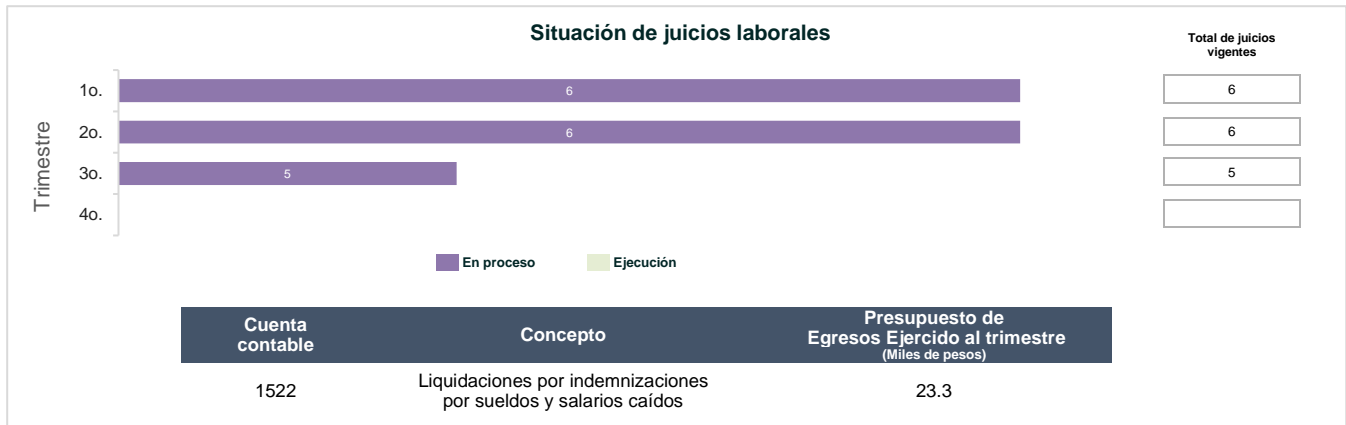 Situación de juicios laborales
Total de juicios
vigentes
Trimestre
1o.
6
6
2o.
6
6
3o.
5
5
4o.
En proceso
Ejecución
Cuenta
contable
Concepto
Presupuesto de
Egresos Ejercido al trimestre
(Miles de pesos)
1522
Liquidaciones por indemnizaciones
por sueldos y salarios caídos
23.3